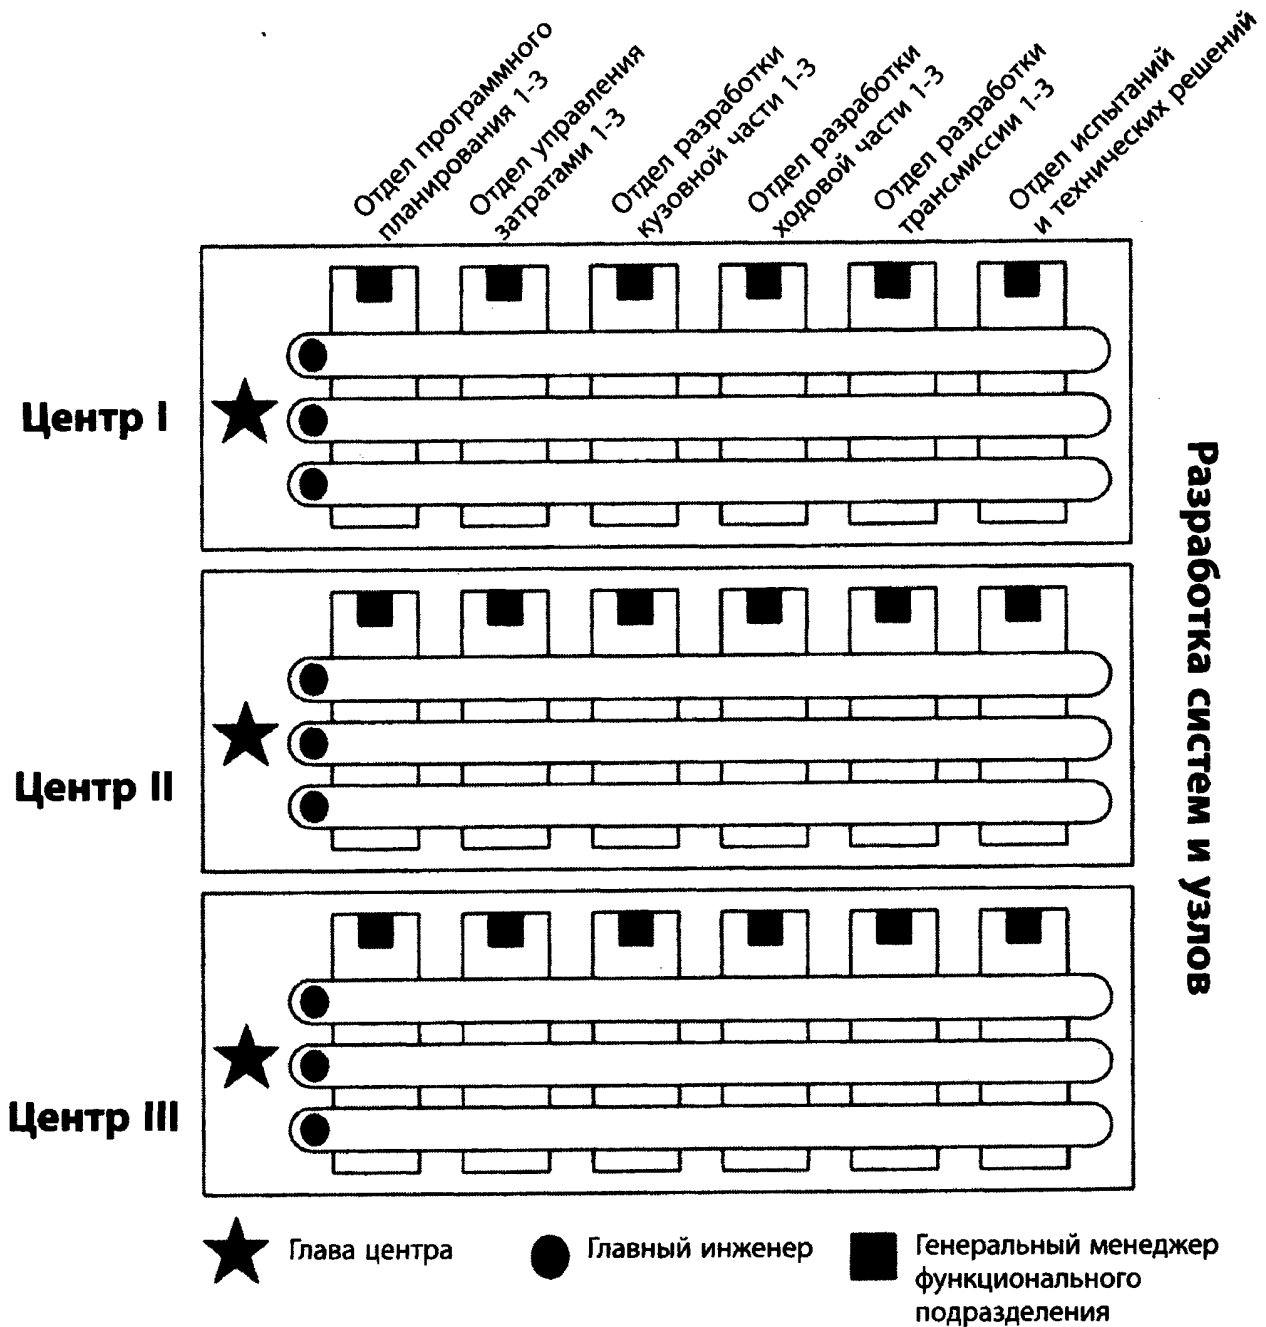 Отдел программного
планирования 1-3
Отдел управления
затратами 1-3
Отдел разработки
кузовной части 1-3
Отдел разработки
ходовой части 1-3
Отдел разработки
трансмиссии 1-3
Отдел испытаний
и технических решений
Центр I
Центр II
Центр III
Разработка систем и узлов
Глава центра
Главный инженер
Генеральный менеджер
функционального
подразделения